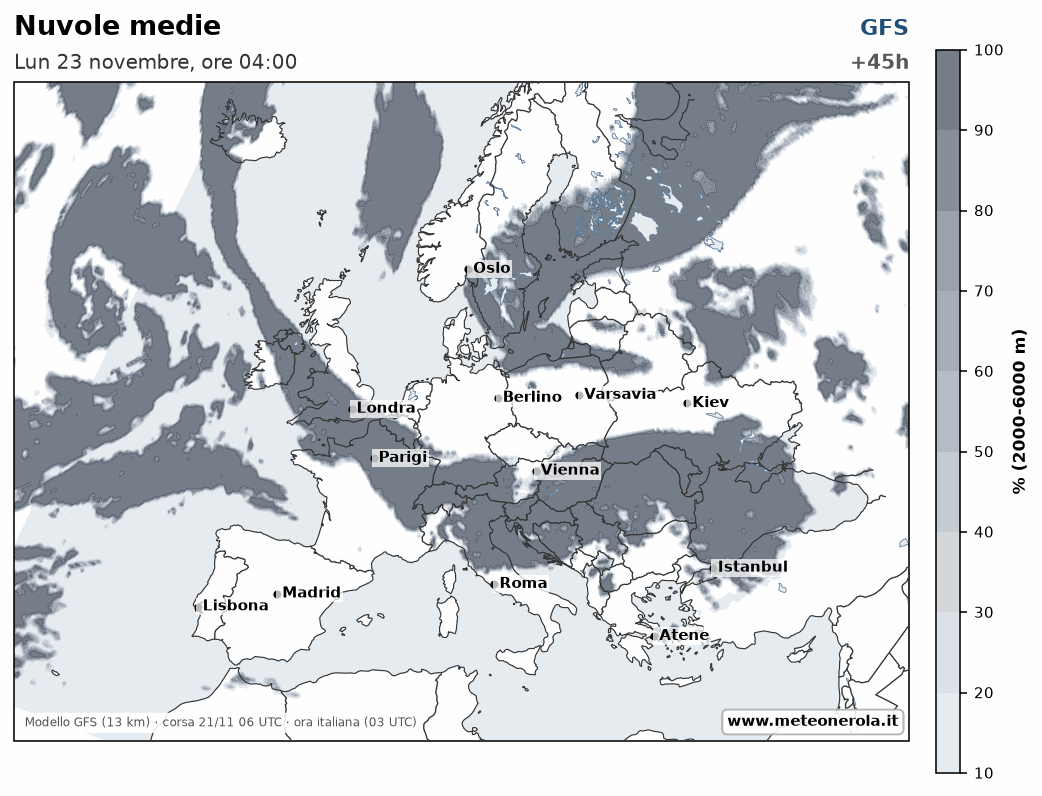 Nuvole medie
GFS
Lun 23 novembre, ore 04:00
+45h
100
90
80
70
60
50
40
30
20
10
% (2000-6000 m)
Oslo
Berlino
Varsavia
Kiev
Londra
Parigi
Vienna
Istanbul
Roma
Madrid
Lisbona
Atene
Modello GFS (13 km) · corsa 21/11 06 UTC · ora italiana (03 UTC)
www.meteonerola.it